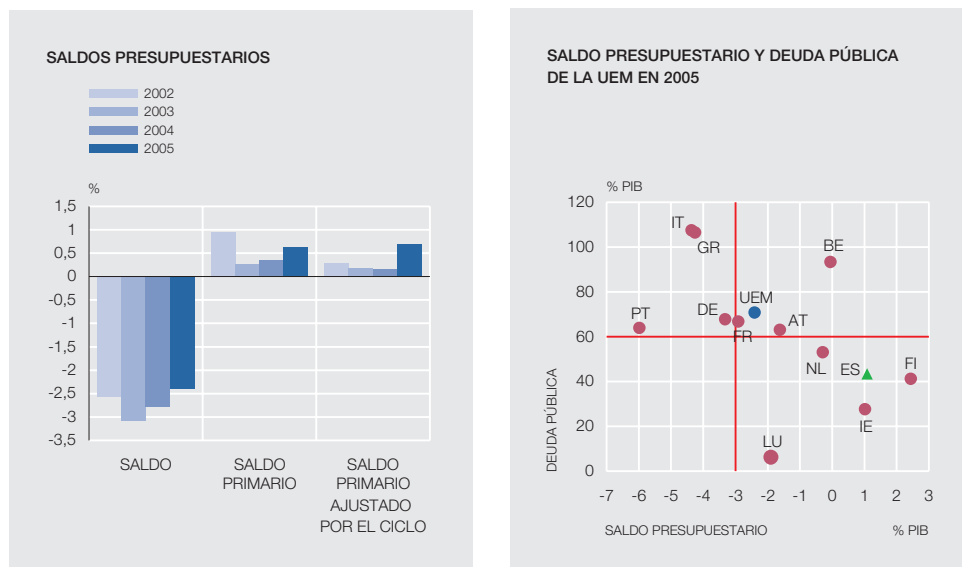 SALDOS PRESUPUESTARIOS
2002
2003
2004
2005
%
1,5
1
0,5
0
-0,5
-1
-1,5
-2
-2,5
-3
-3,5
SALDO
SALDO
PRIMARIO
SALDO
PRIMARIO
AJUSTADO
POR EL CICLO
SALDO PRESUPUESTARIO Y DEUDA PÚBLICA
DE LA UEM EN 2005
% PIB
120
100
80
60
40
20
0
DEUDA PÚBLICA
IT
GR
BE
UEM
PT
DE
FR
AT
NL
ES
FI
IE
LU
-7 -6 -5 -4 -3 -2 -1 0 1 2 3
SALDO PRESUPUESTARIO % PIB